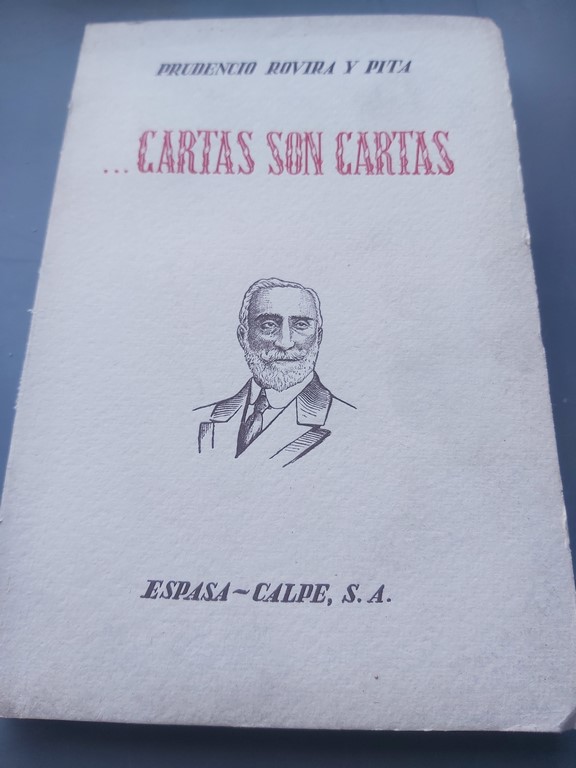 PRUDENCIO ROVIRA Y PITA
... CARTAS SON CARTAS
ESPASA~CALPE, S. A.